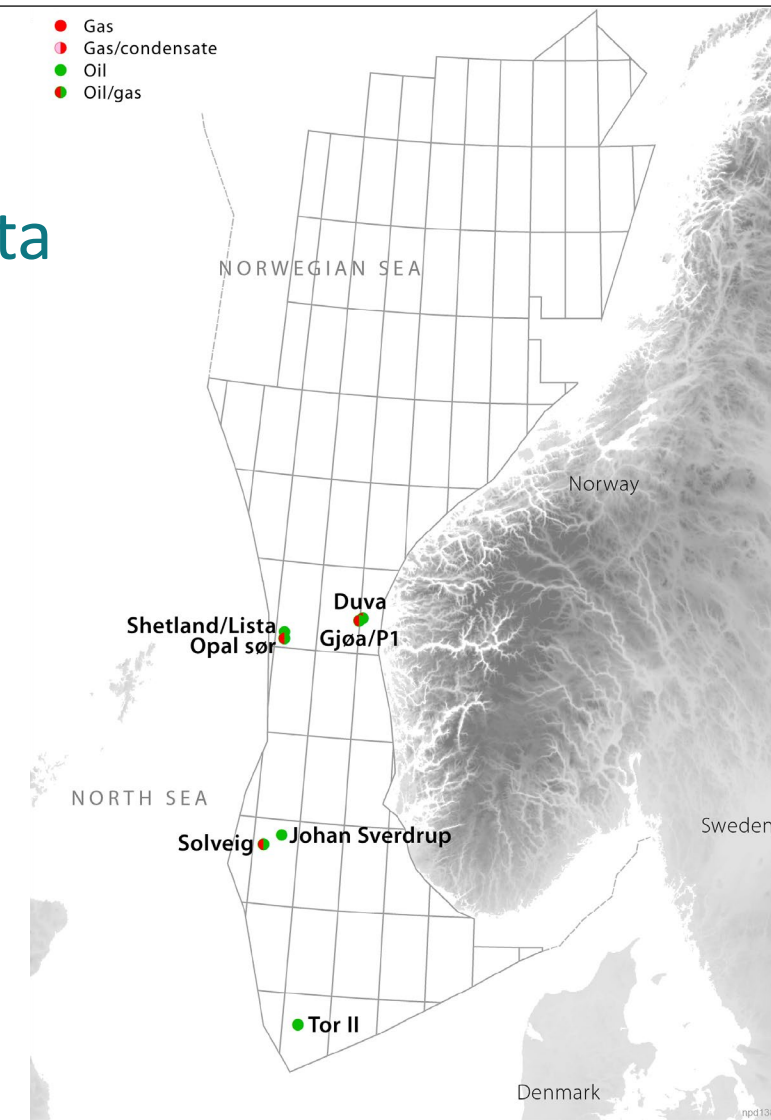 Gas
Gas/condensate
Oil
Oil/gas
ta
NORWEGIAN SEA
Norway
Duva
Shetland/Lista
Gjøa/P1
Opal sør
NORTH SEA
Sweden
Johan Sverdrup
Solveig
Tor II
Denmark
npd13